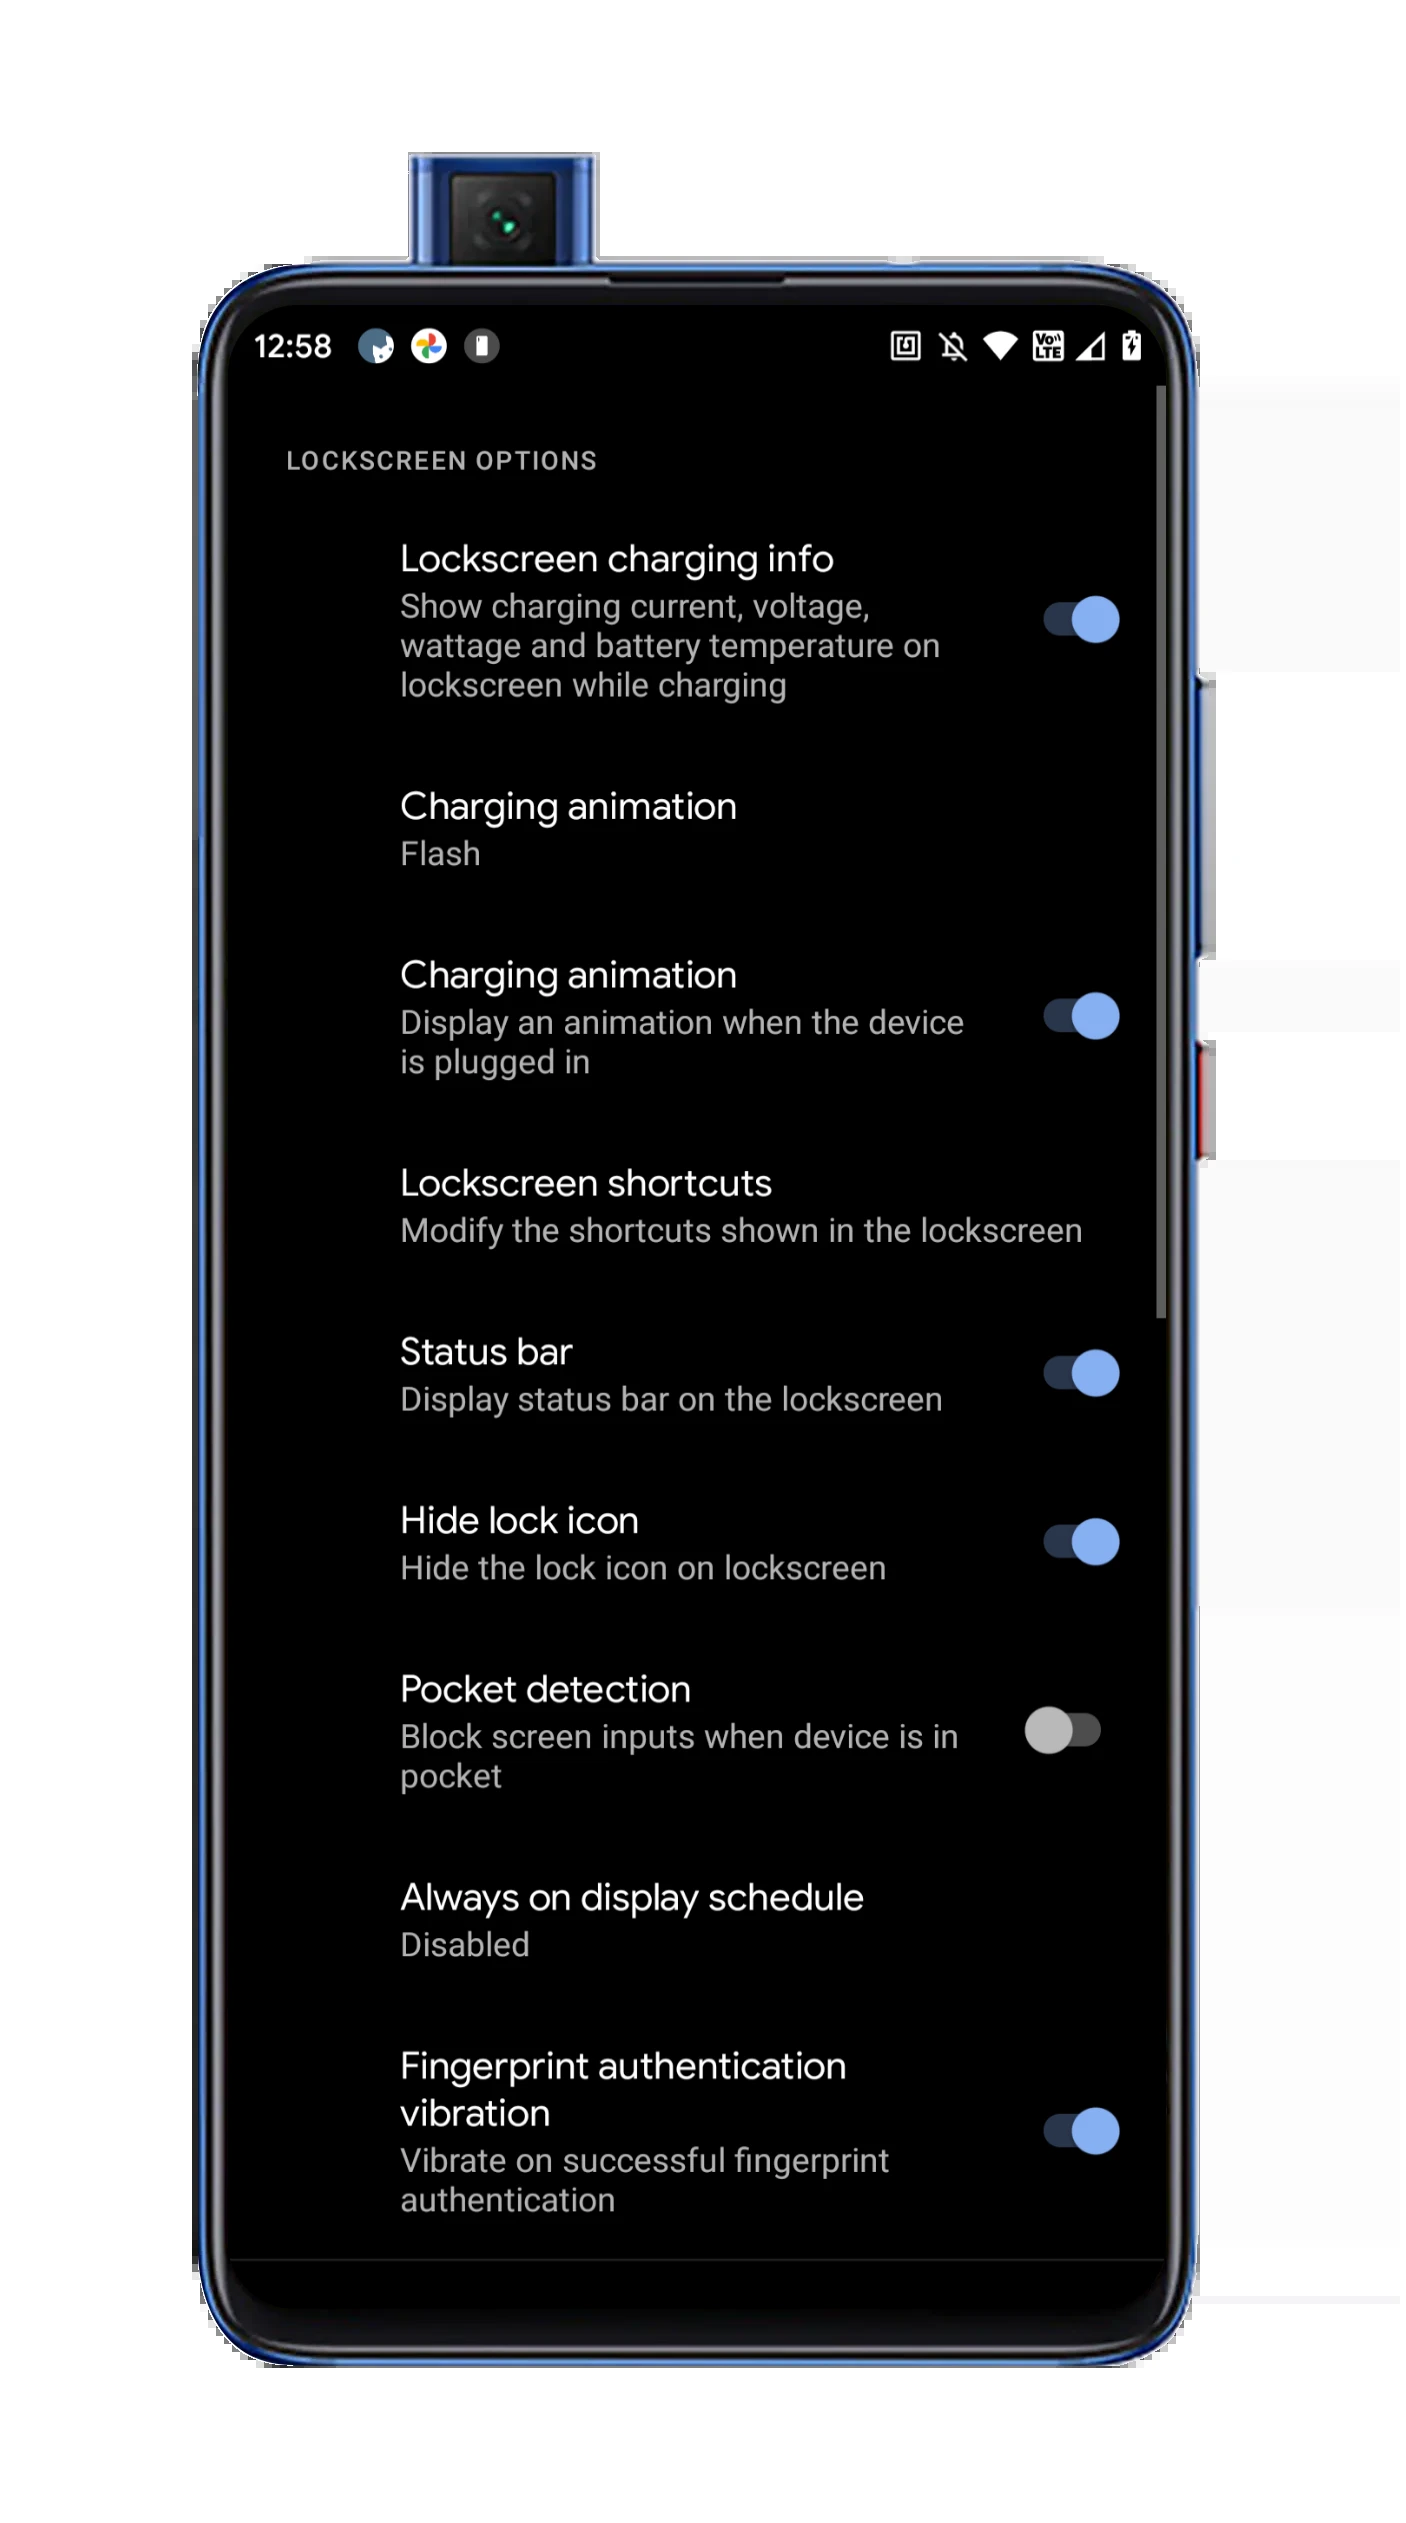 12:58
Vo))
LTE
LOCKSCREEN OPTIONS
Lockscreen charging info
Show charging current, voltage,
wattage and battery temperature on
lockscreen while charging
Charging animation
Flash
Charging animation
Display an animation when the device
is plugged in
Lockscreen shortcuts
Modify the shortcuts shown in the lockscreen
Status bar
Display status bar on the lockscreen
Hide lock icon
Hide the lock icon on lockscreen
Pocket detection
Block screen inputs when device is in
pocket
Always on display schedule
Disabled
Fingerprint authentication
vibration
Vibrate on successful fingerprint
authentication